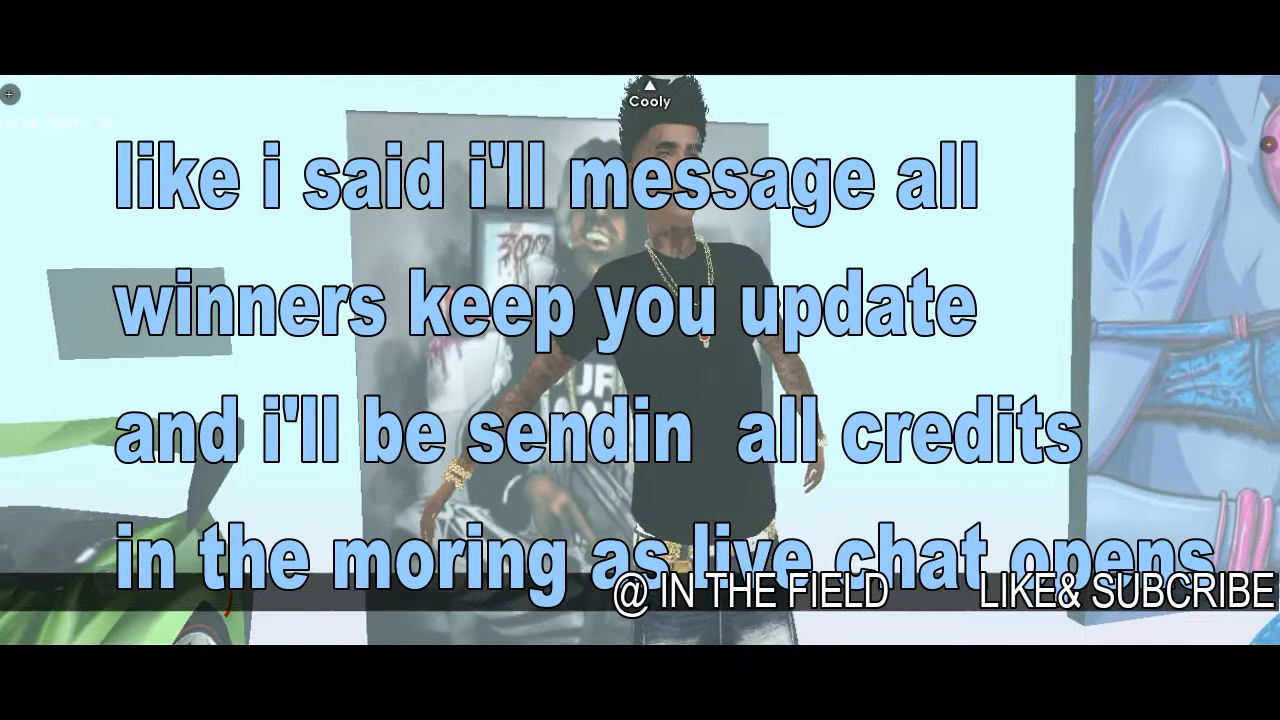 Cooly
like i said i'll message all
winners keep you update
and i'll be sendin  all credits
in the moring as live chat opens
@ IN THE FIELD LIKE& SUBCRIBE